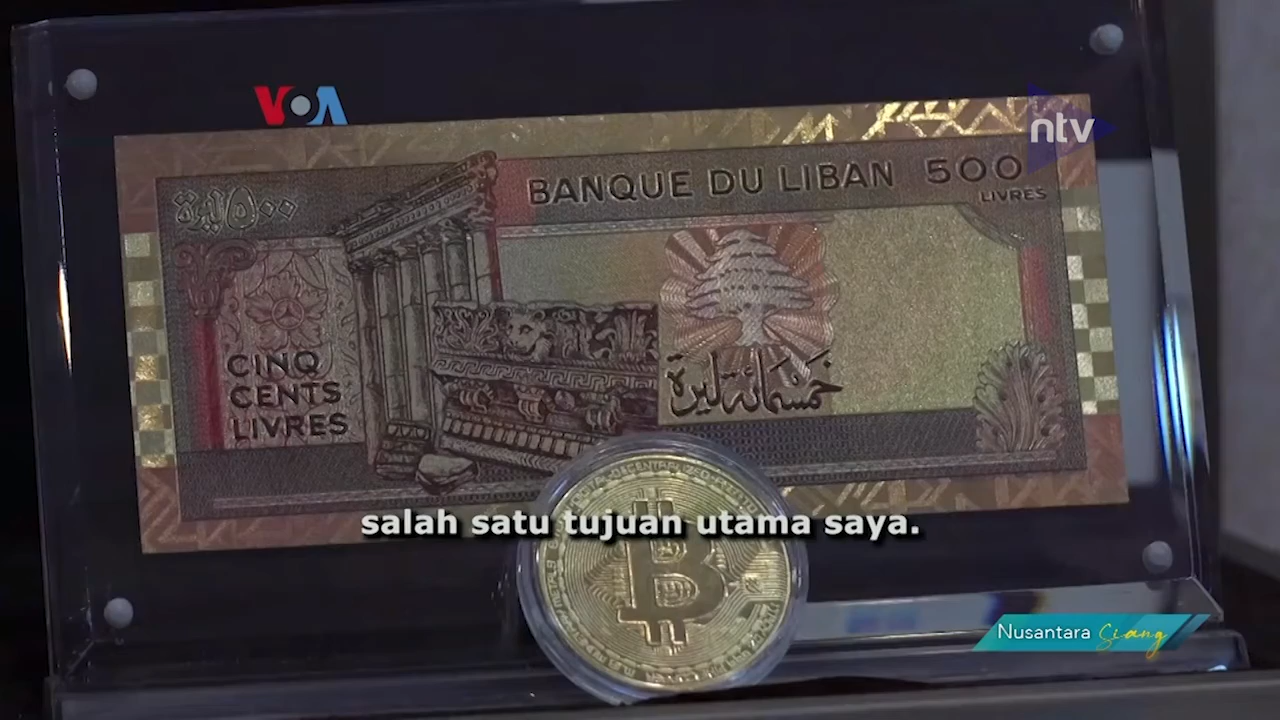 VOA
ntv
BANQUE DU LIBAN 500
LIVRES
٥٠٠ ليرة
CINQ
CENTS
LIVRES
خمسمائة ليرة
salah satu tujuan utama saya.
Nusantara Siang